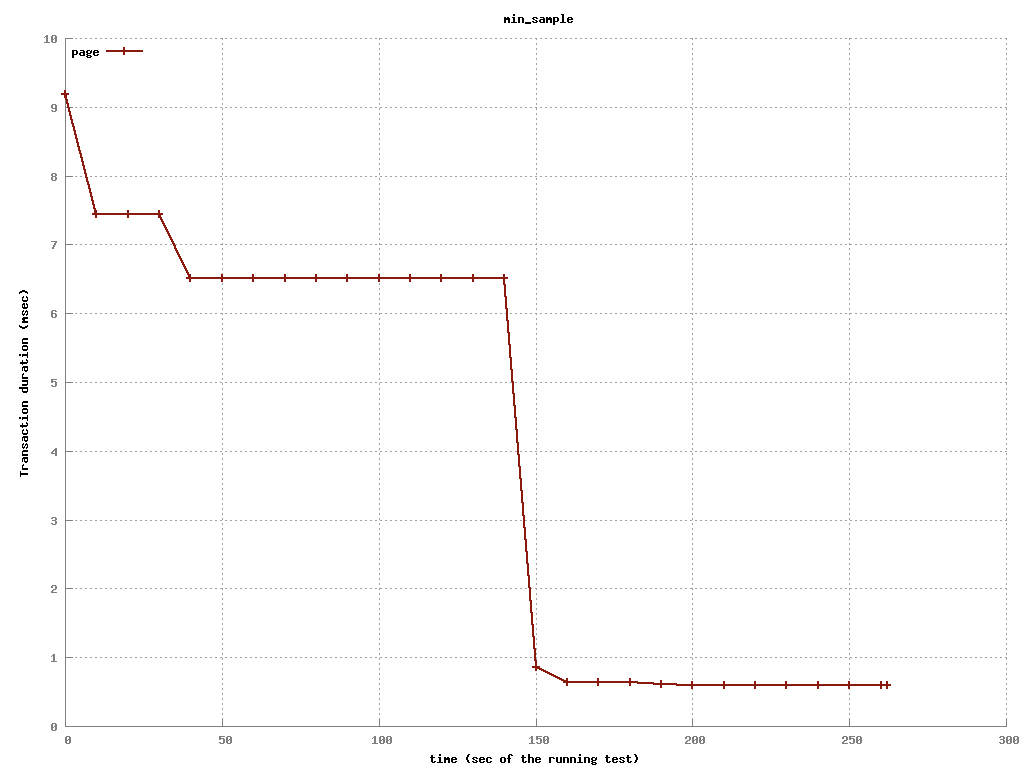 min_sample
page
10
9
8
7
6
5
4
3
2
1
0
Transaction duration (msec)
0 50 100 150 200 250 300
time (sec of the running test)